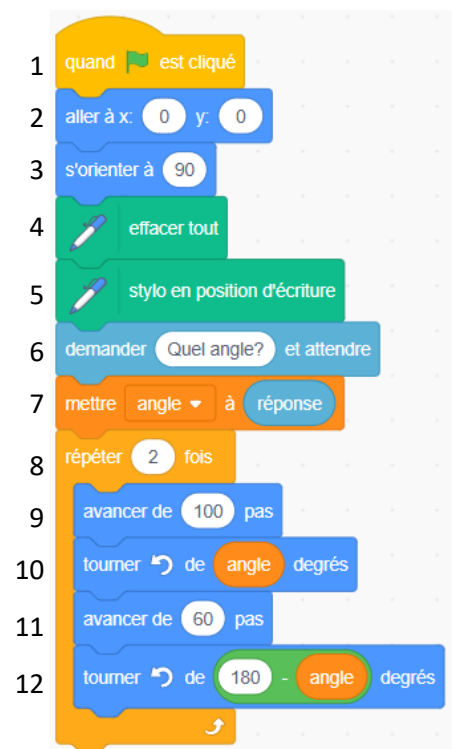 1 quand est cliqué
2 aller à x: 0 y: 0
3 s'orienter à 90
4 effacer tout
5 stylo en position d'écriture
6 demander Quel angle? et attendre
7 mettre angle à réponse
8 répéter 2 fois
9 avancer de 100 pas
10 tourner de angle degrés
11 avancer de 60 pas
12 tourner de 180 - angle degrés